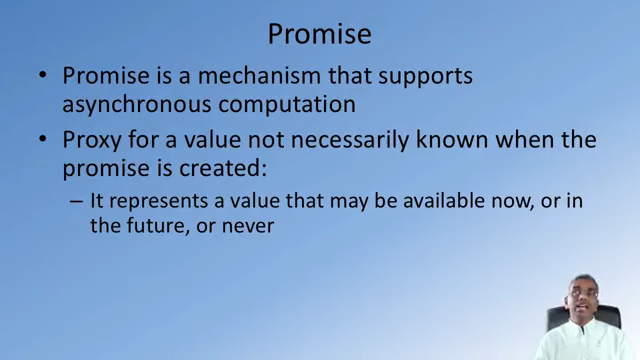 Promise
• Promise is a mechanism that supports
asynchronous computation
• Proxy for a value not necessarily known when the
promise is created:
– It represents a value that may be available now, or in
the future, or never